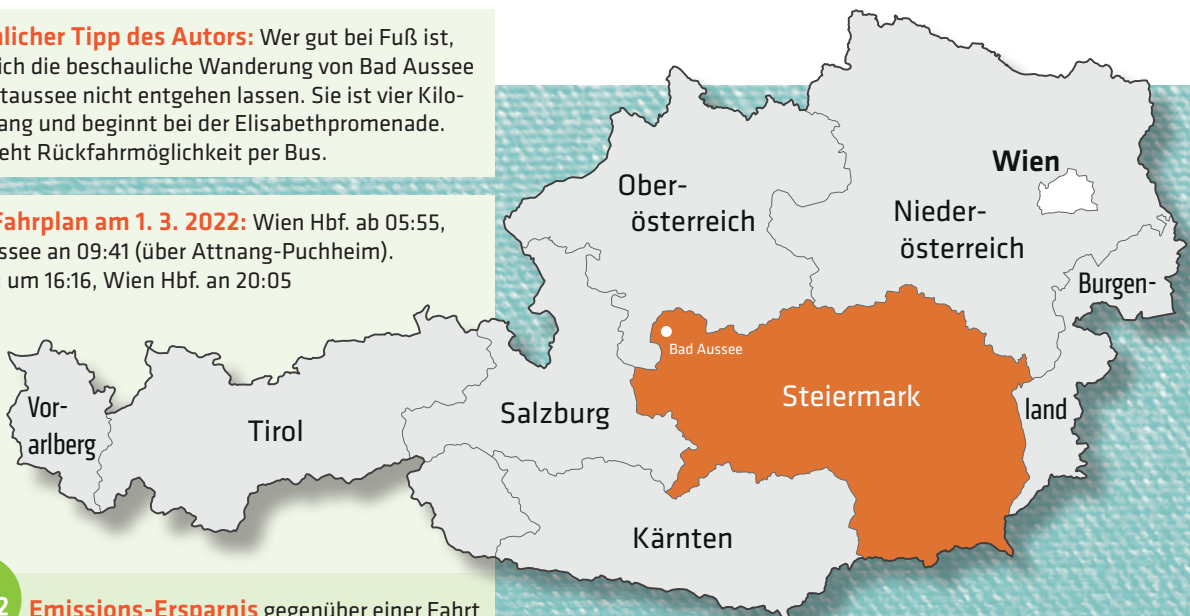 licher Tipp des Autors: Wer gut bei Fuß ist,
ich die beschauliche Wanderung von Bad Aussee
taussee nicht entgehen lassen. Sie ist vier Kilo-
ang und beginnt bei der Elisabethpromenade.
eht Rückfahrmöglichkeit per Bus.
Fahrplan am 1. 3. 2022: Wien Hbf. ab 05:55,
ssee an 09:41 (über Attnang-Puchheim).
um 16:16, Wien Hbf. an 20:05
Wien
Ober-
österreich
Nieder-
österreich
Burgen-
land
Bad Aussee
Steiermark
Salzburg
Tirol
Vor-
arlberg
Kärnten
2 Emissions-Ersparnis gegenüber einer Fahrt